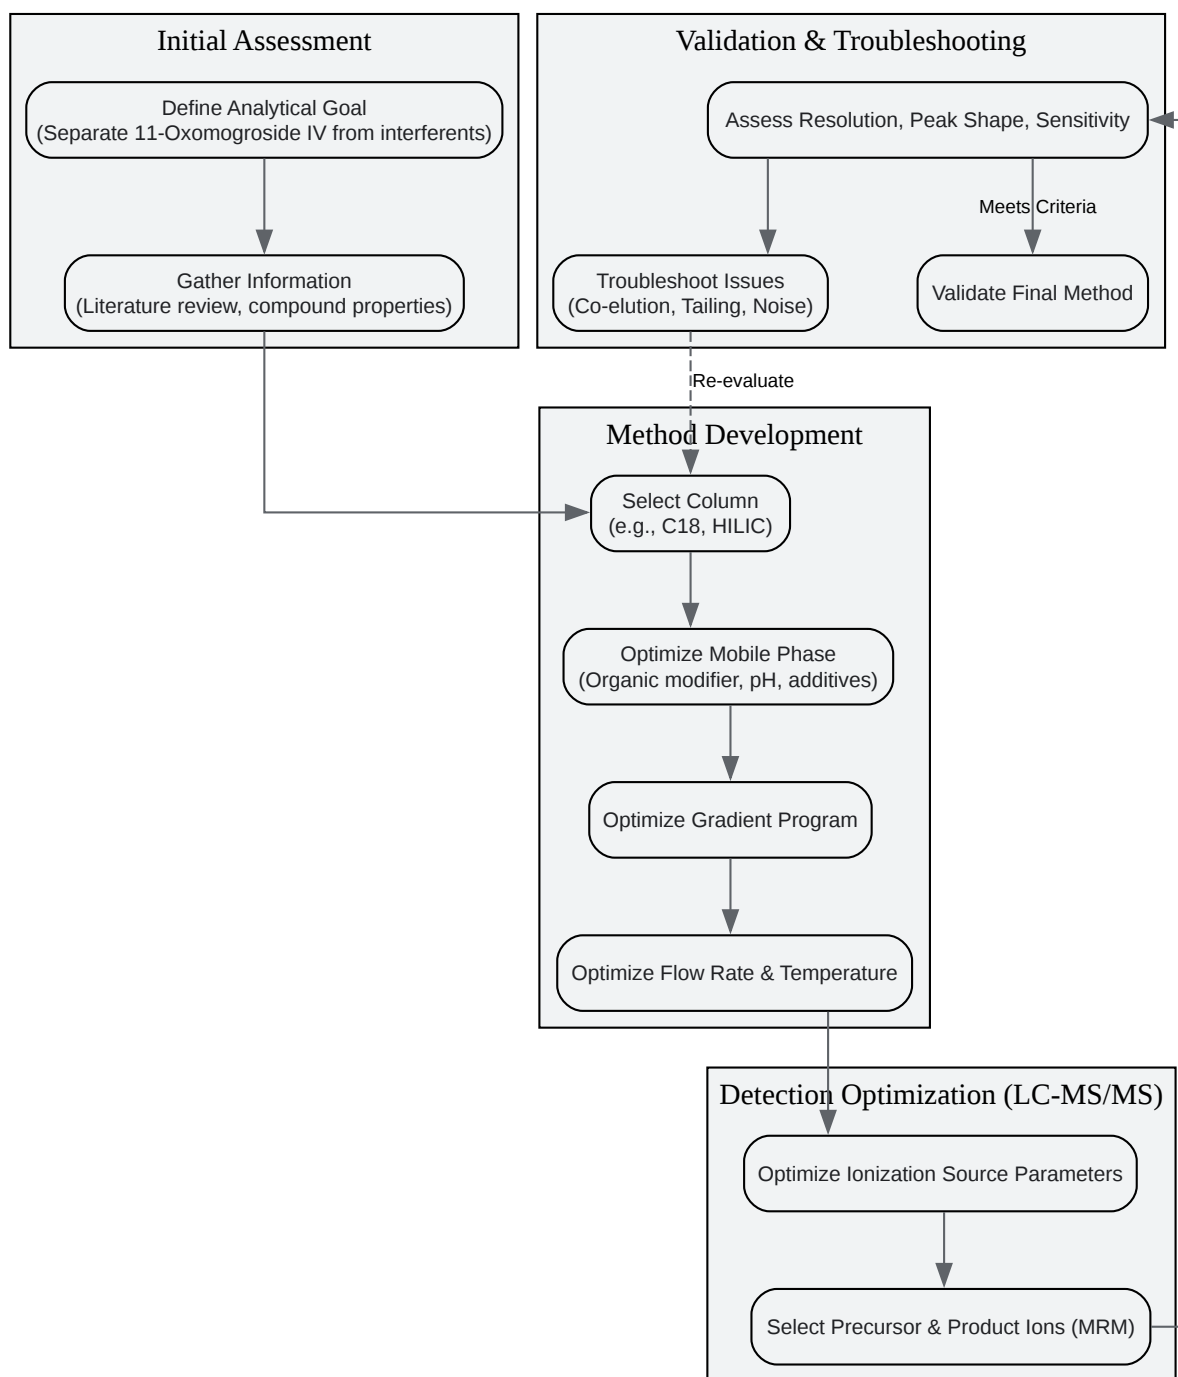 Initial Assessment
Define Analytical Goal
(Separate 11-Oxomogroside IV from interferents)
Gather Information
(Literature review, compound properties)
Validation & Troubleshooting
Assess Resolution, Peak Shape, Sensitivity
Meets Criteria
Troubleshoot Issues
(Co-elution, Tailing, Noise)
Validate Final Method
Re-evaluate
Method Development
Select Column
(e.g., C18, HILIC)
Optimize Mobile Phase
(Organic modifier, pH, additives)
Optimize Gradient Program
Optimize Flow Rate & Temperature
Detection Optimization (LC-MS/MS)
Optimize Ionization Source Parameters
Select Precursor & Product Ions (MRM)